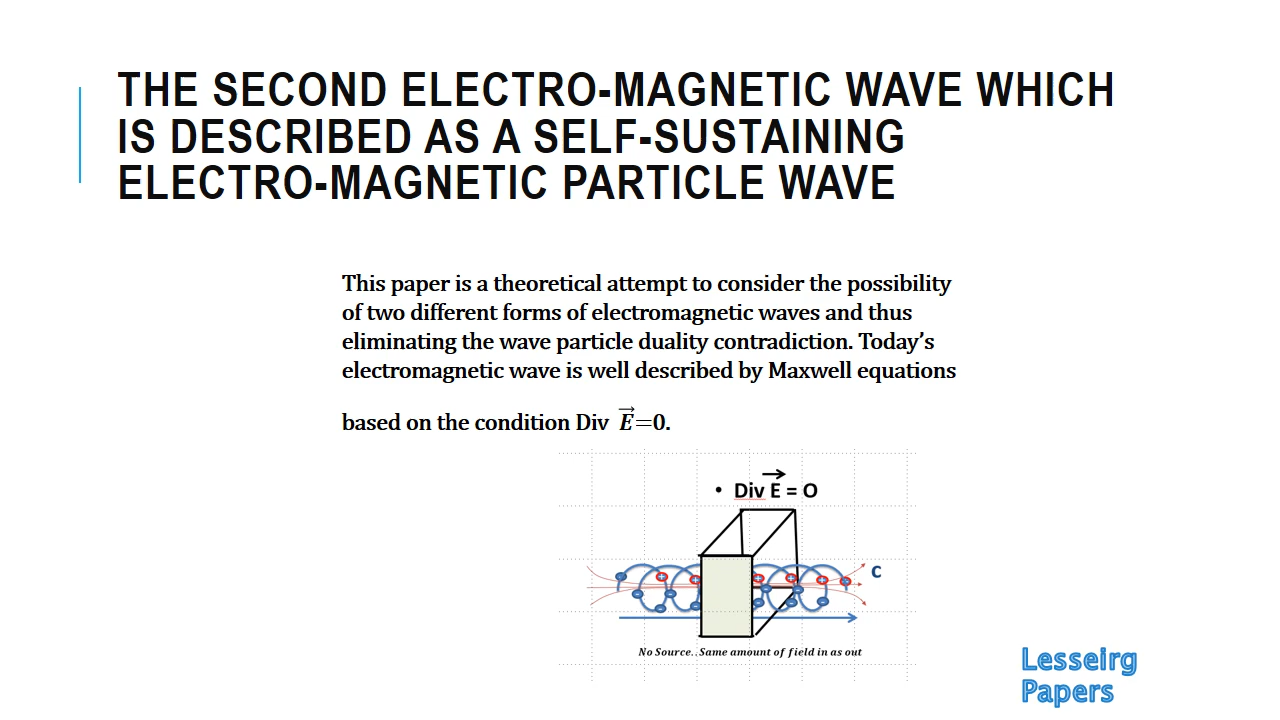 THE SECOND ELECTRO-MAGNETIC WAVE WHICH
IS DESCRIBED AS A SELF-SUSTAINING
ELECTRO-MAGNETIC PARTICLE WAVE
This paper is a theoretical attempt to consider the possibility
of two different forms of electromagnetic waves and thus
eliminating the wave particle duality contradiction. Today’s
electromagnetic wave is well described by Maxwell equations
based on the condition Div E⃗=0.
• Div E⃗ = O
C
No Source..Same amount of field in as out
Lesseirg
Papers